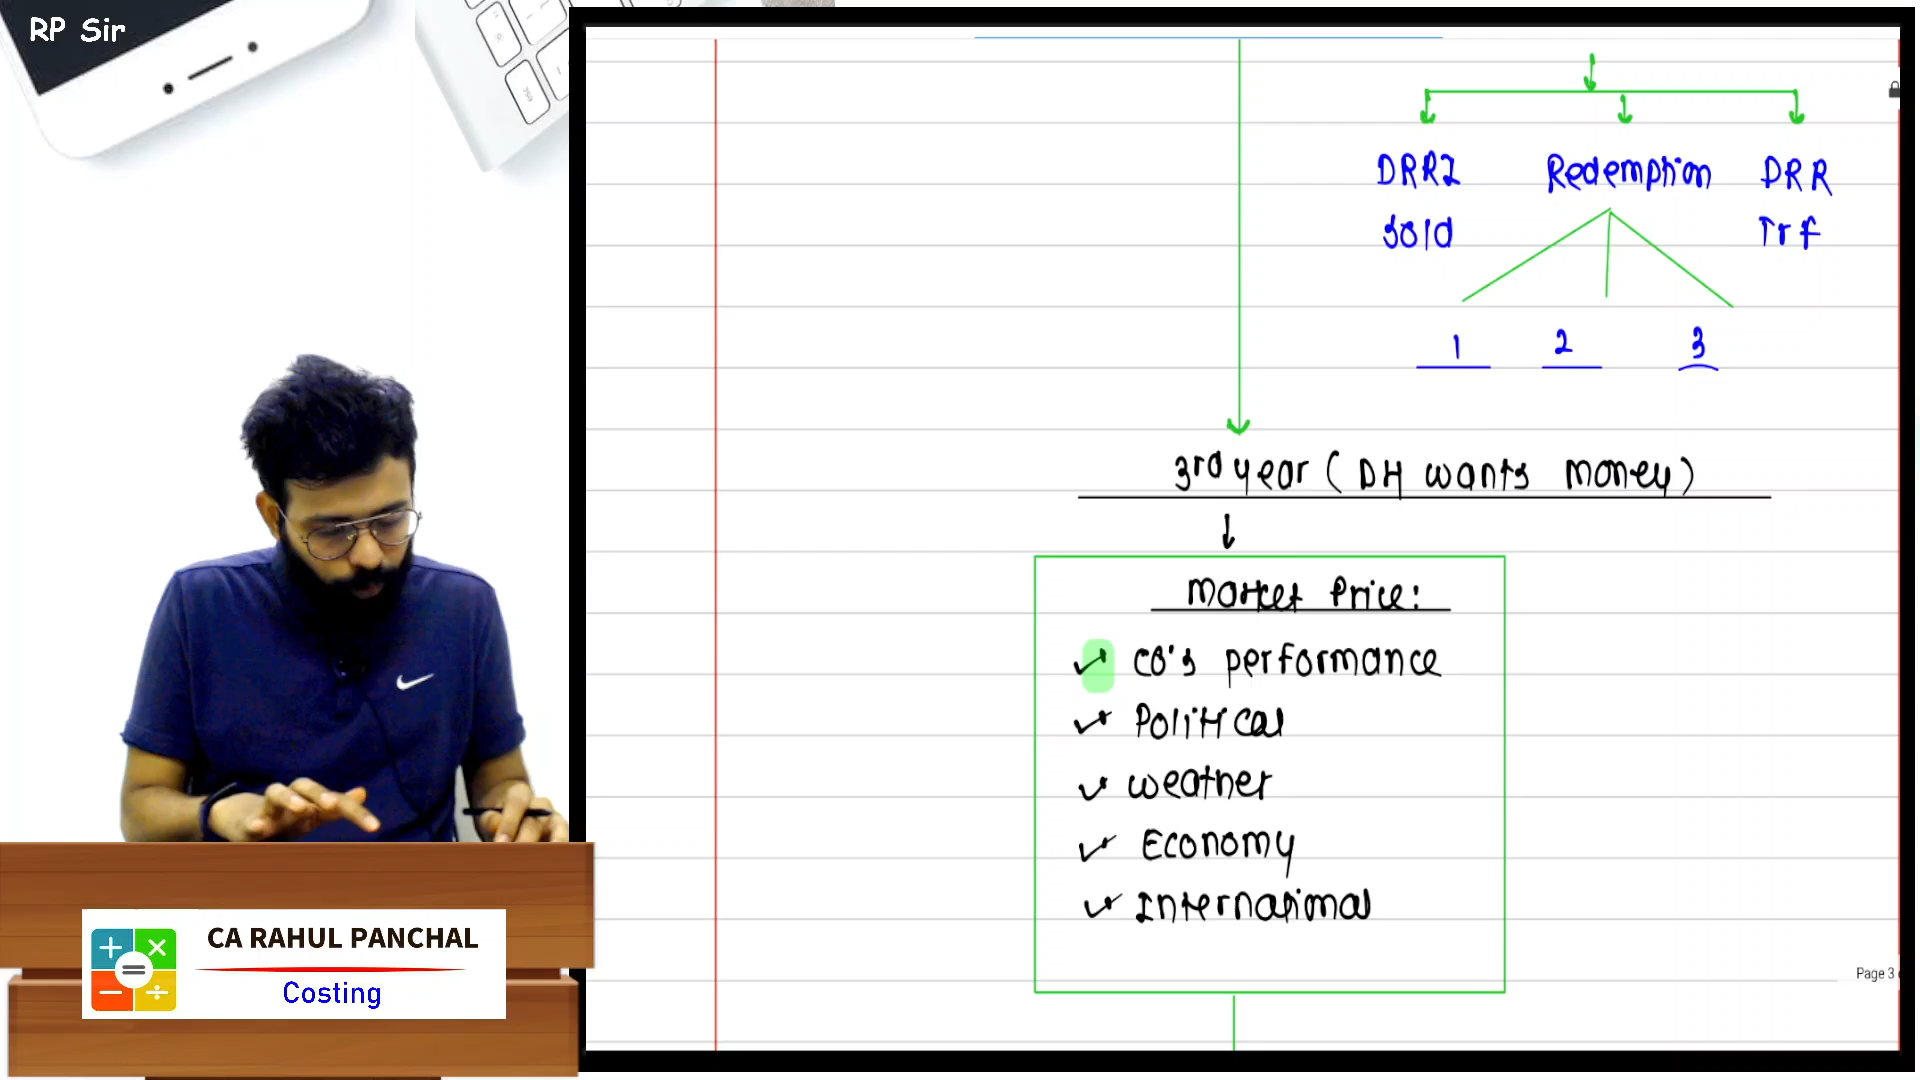 RP Sir
DRRI Redemption DRR
Sold Trf
1 2 3
3rd year ( DH wants money )
Market Price:
CO's performance
Political
weather
Economy
International
Page 3
CA RAHUL PANCHAL
Costing